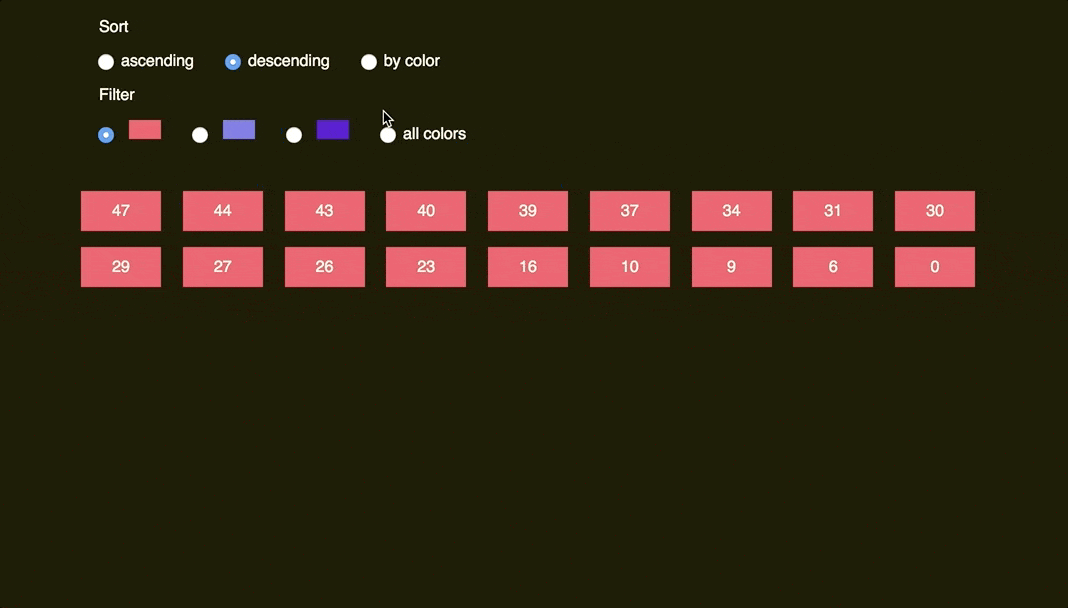 Sort
ascending descending by color
Filter
all colors
47 44 43 40 39 37 34 31 30
29 27 26 23 16 10 9 6 0